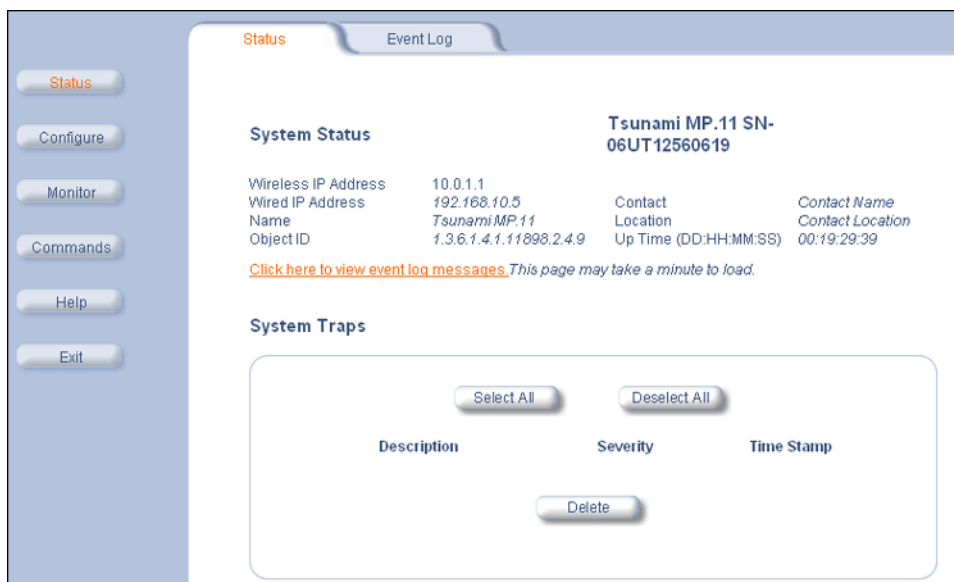 Status
Event Log
Status
Configure
Monitor
Commands
Help
Exit
System Status
Tsunami MP.11 SN-
06UT12560619
Wireless IP Address 10.0.1.1
Wired IP Address 192.168.10.5 Contact Contact Name
Name Tsunami MP.11 Location Contact Location
Object ID 1.3.6.1.4.1.11898.2.4.9 Up Time (DD:HH:MM:SS) 00:19:29:39
Click here to view event log messages. This page may take a minute to load.
System Traps
Select All Deselect All
Description Severity Time Stamp
Delete